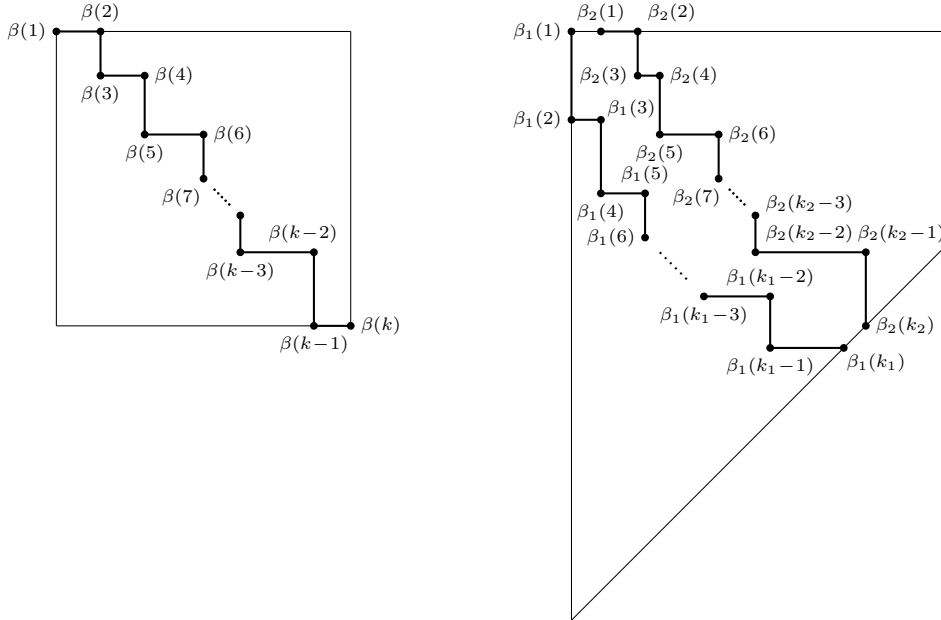 β(1)
β(2)
β(3)
β(4)
β(5)
β(6)
β(7)
β(k−2)
β(k−3)
β(k−1)
β(k)
β₁(1)
β₂(1)
β₂(2)
β₂(3)
β₂(4)
β₁(2)
β₁(3)
β₂(5)
β₂(6)
β₁(5)
β₂(7)
β₁(4)
β₁(6)
β₂(k₂−3)
β₂(k₂−2)
β₂(k₂−1)
β₁(k₁−2)
β₁(k₁−3)
β₂(k₂)
β₁(k₁−1)
β₁(k₁)